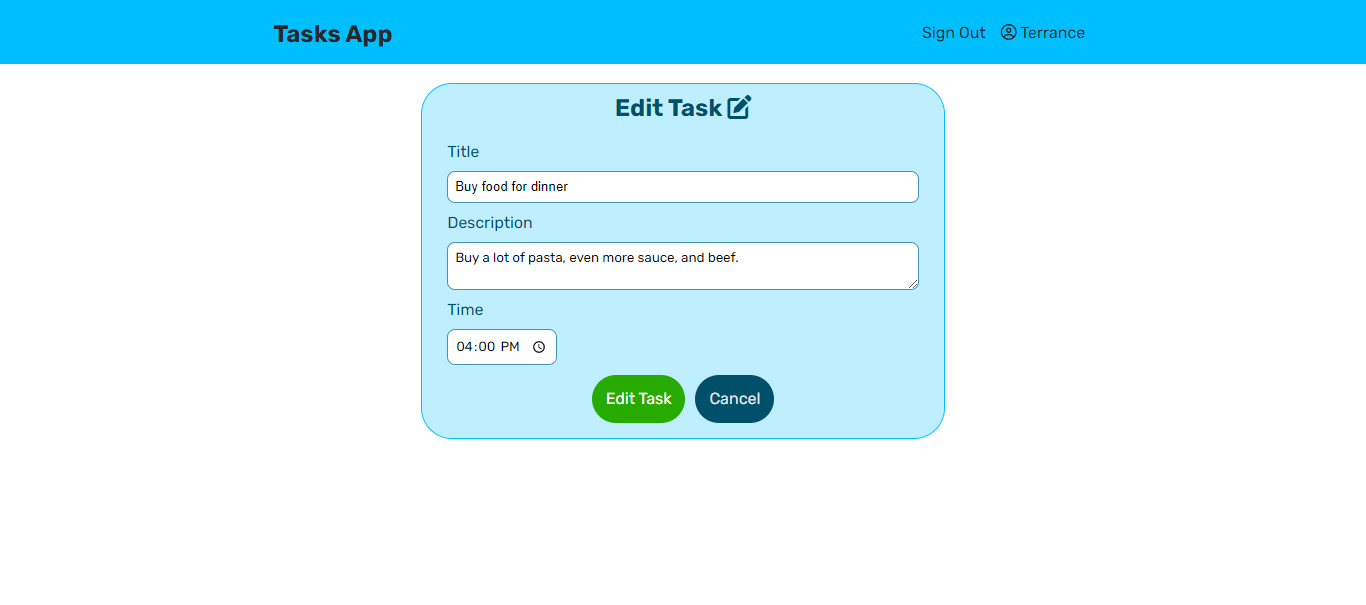 Tasks App
Sign Out Terrance
Edit Task
Title
Buy food for dinner
Description
Buy a lot of pasta, even more sauce, and beef.
Time
04:00 PM
Edit Task Cancel